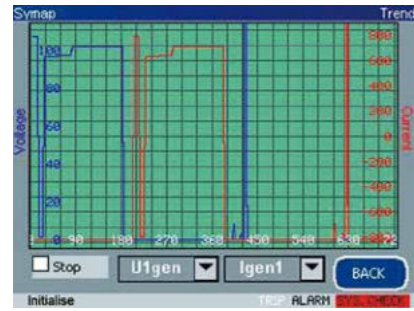 Symap Trend
Voltage
100
80
60
40
20
0
800
600
400
200
0
-200
-400
-600
-800
Current
90 180 270 360 450 540 630
Stop U1gen Igen1 BACK
Initialise TRIP ALARM SYS.CHECK